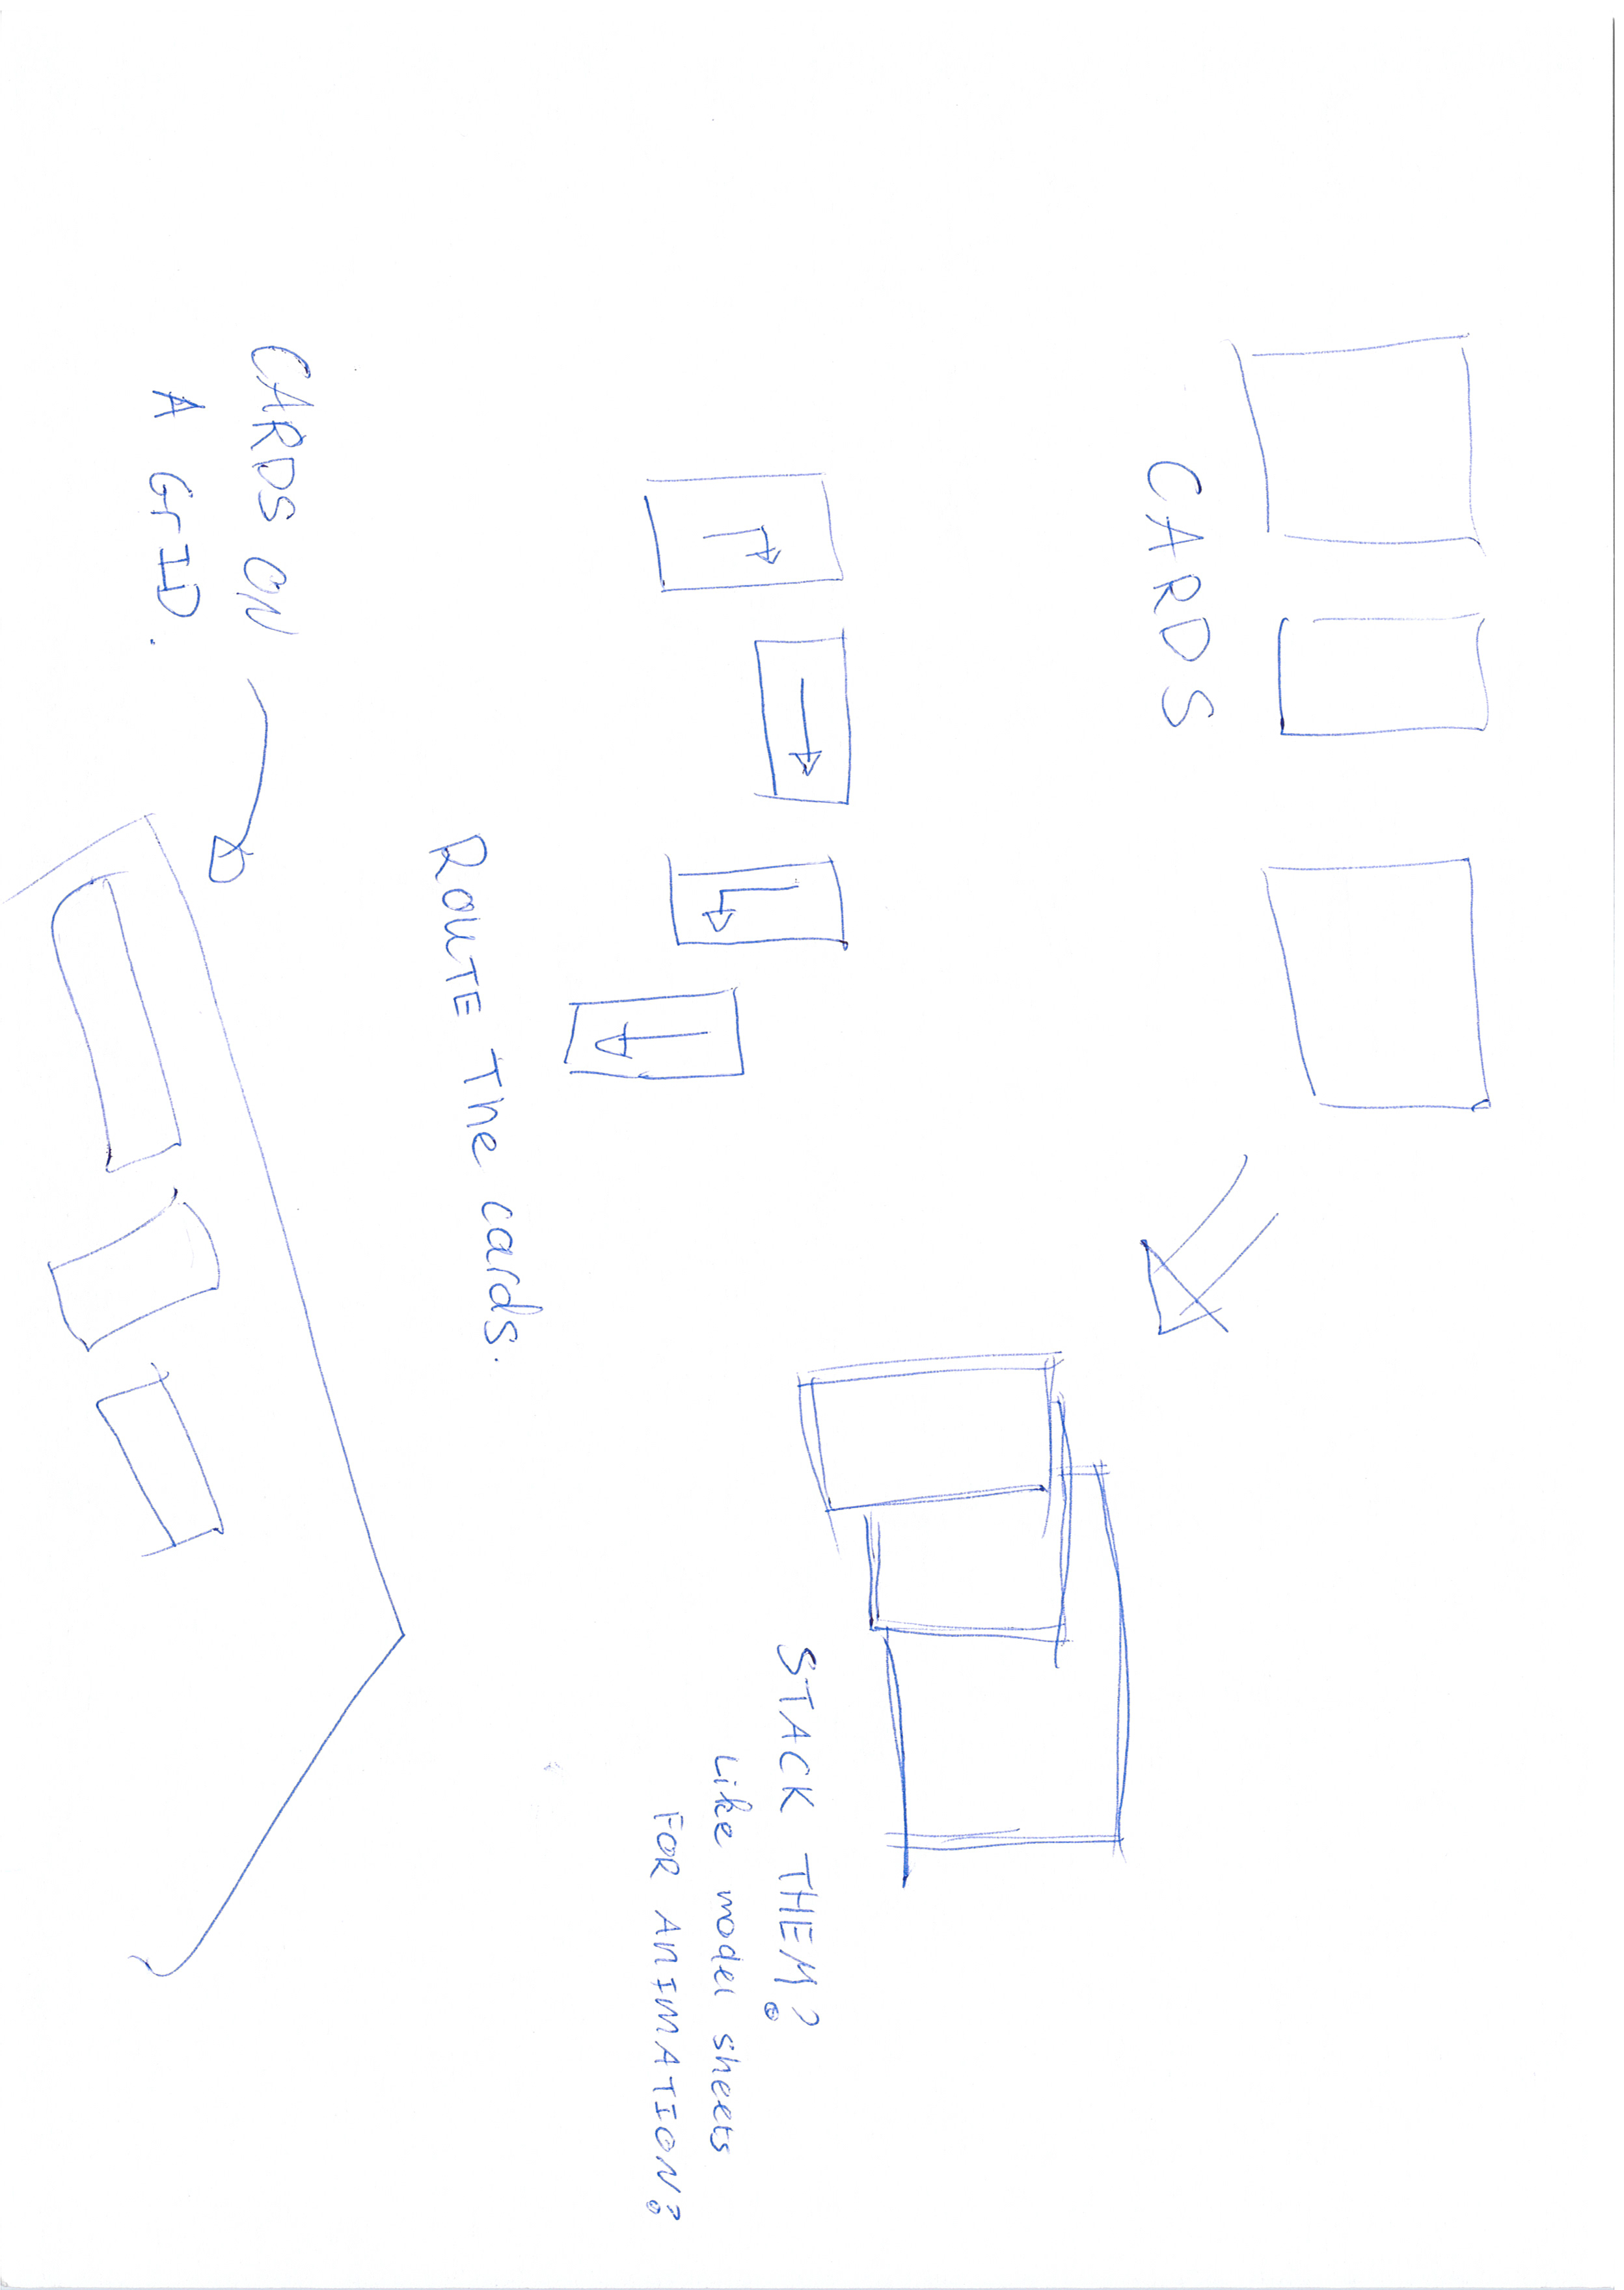 CARDS
STACK THEM?
Like model sheets
FOR ANIMATION?
ROUTE The cards.
CARDS ON
A GrID.